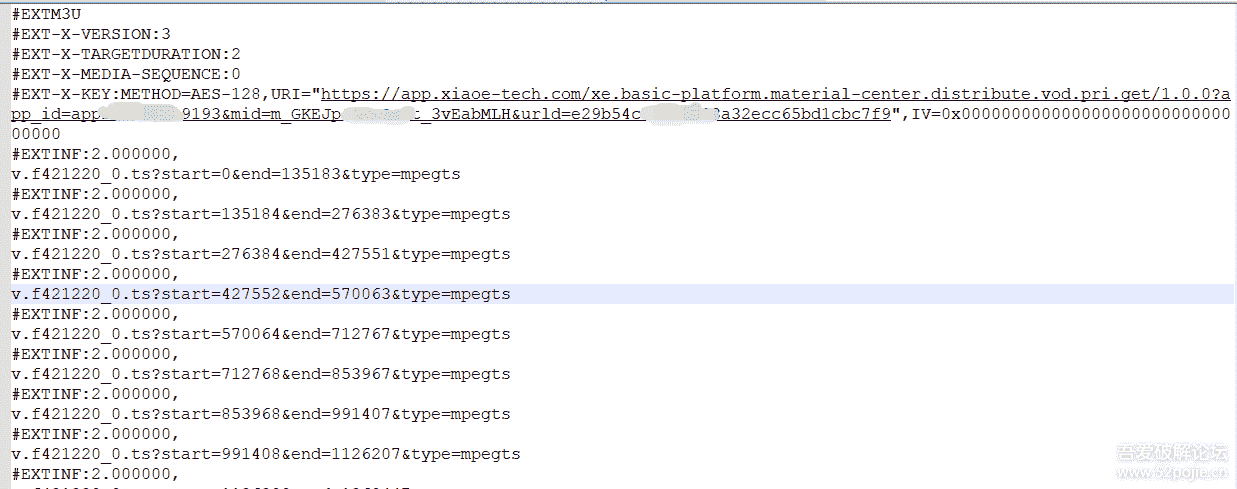 #EXTM3U
#EXT-X-VERSION:3
#EXT-X-TARGETDURATION:2
#EXT-X-MEDIA-SEQUENCE:0
#EXT-X-KEY:METHOD=AES-128,URI="https://app.xiaoe-tech.com/xe.basic-platform.material-center.distribute.vod.pri.get/1.0.0?a
pp_id=app 9193&mid=m_GKEJp t_3vEabMLH&urld=e29b54c 3a32ecc65bd1cbc7f9",IV=0x00000000000000000000000000
000000
#EXTINF:2.000000,
v.f421220_0.ts?start=0&end=135183&type=mpegts
#EXTINF:2.000000,
v.f421220_0.ts?start=135184&end=276383&type=mpegts
#EXTINF:2.000000,
v.f421220_0.ts?start=276384&end=427551&type=mpegts
#EXTINF:2.000000,
v.f421220_0.ts?start=427552&end=570063&type=mpegts
#EXTINF:2.000000,
v.f421220_0.ts?start=570064&end=712767&type=mpegts
#EXTINF:2.000000,
v.f421220_0.ts?start=712768&end=853967&type=mpegts
#EXTINF:2.000000,
v.f421220_0.ts?start=853968&end=991407&type=mpegts
#EXTINF:2.000000,
v.f421220_0.ts?start=991408&end=1126207&type=mpegts
#EXTINF:2.000000,
吾爱破解论坛
www.52pojie.cn